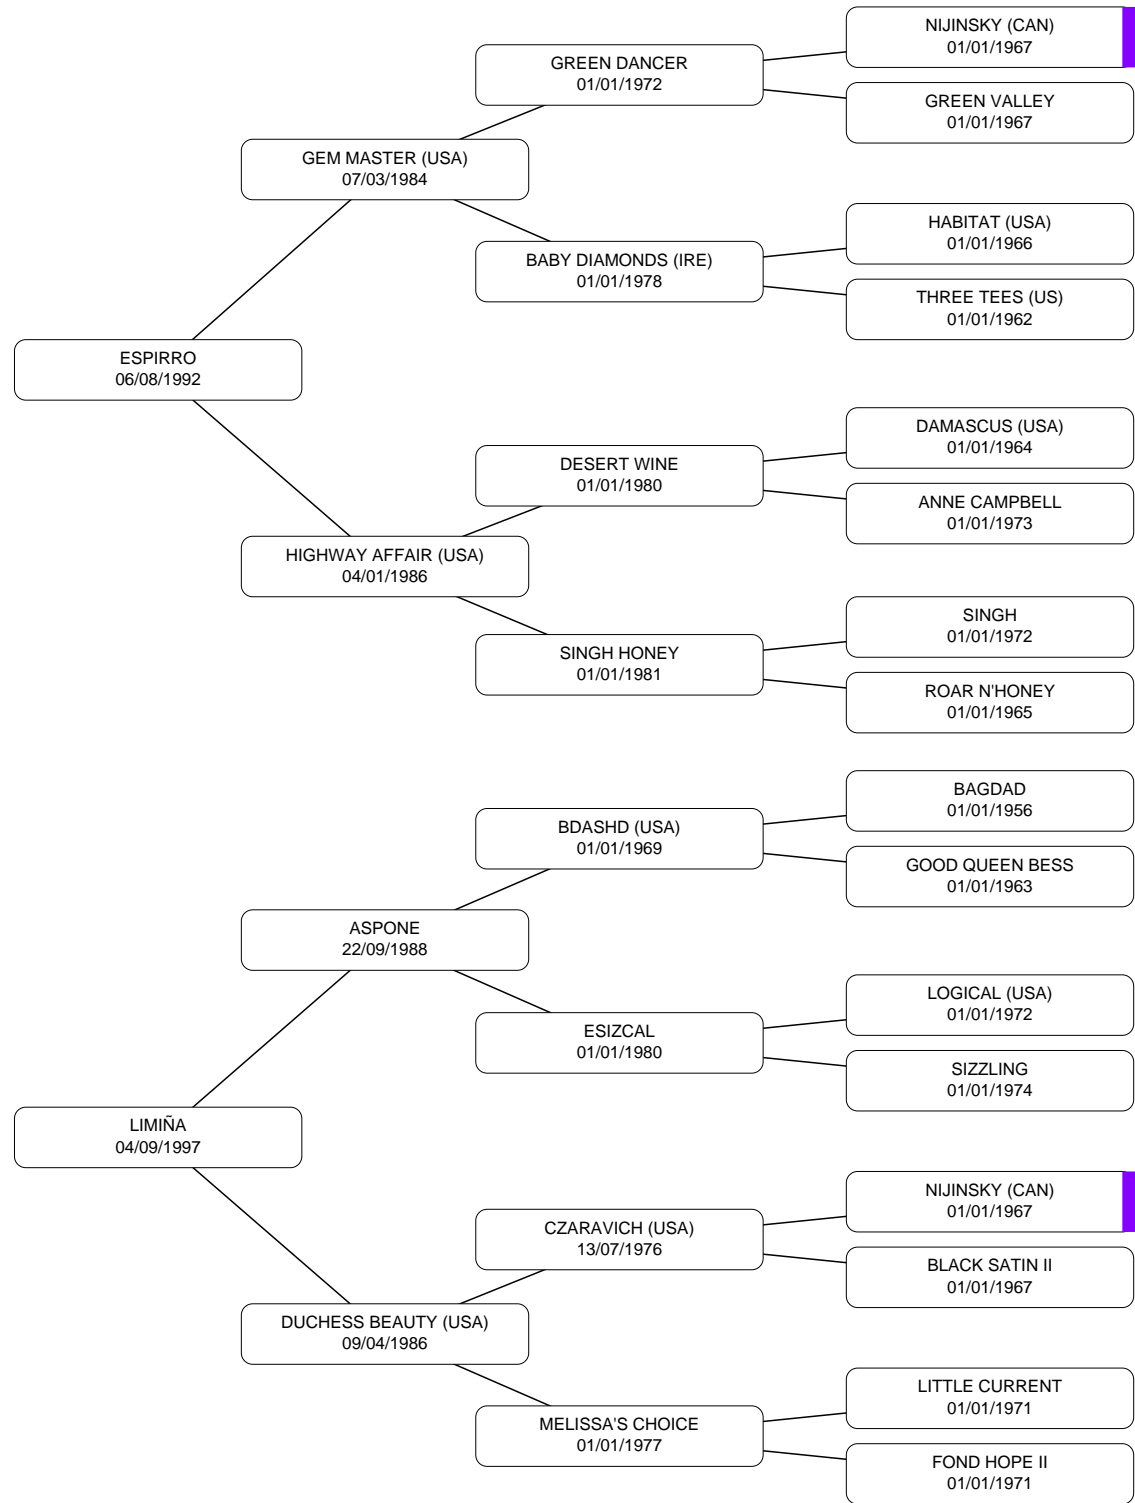 NIJINSKY (CAN)
01/01/1967
GREEN DANCER
01/01/1972
GREEN VALLEY
01/01/1967
GEM MASTER (USA)
07/03/1984
HABITAT (USA)
01/01/1966
BABY DIAMONDS (IRE)
01/01/1978
THREE TEES (US)
01/01/1962
ESPIRRO
06/08/1992
DAMASCUS (USA)
01/01/1964
DESERT WINE
01/01/1980
ANNE CAMPBELL
01/01/1973
HIGHWAY AFFAIR (USA)
04/01/1986
SINGH
01/01/1972
SINGH HONEY
01/01/1981
ROAR N'HONEY
01/01/1965
BAGDAD
01/01/1956
BDASHD (USA)
01/01/1969
GOOD QUEEN BESS
01/01/1963
ASPONE
22/09/1988
LOGICAL (USA)
01/01/1972
ESIZCAL
01/01/1980
SIZZLING
01/01/1974
LIMIÑA
04/09/1997
NIJINSKY (CAN)
01/01/1967
CZARAVICH (USA)
13/07/1976
BLACK SATIN II
01/01/1967
DUCHESS BEAUTY (USA)
09/04/1986
LITTLE CURRENT
01/01/1971
MELISSA'S CHOICE
01/01/1977
FOND HOPE II
01/01/1971